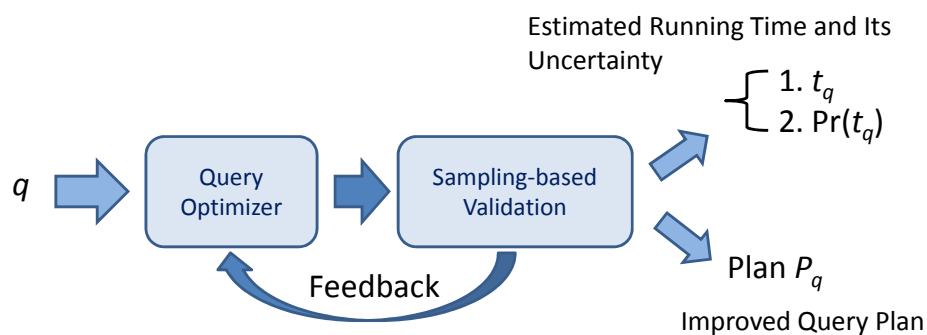 Estimated Running Time and Its
Uncertainty
1. tq
2. Pr(tq)
q
Query
Optimizer
Sampling-based
Validation
Feedback
Plan Pq
Improved Query Plan